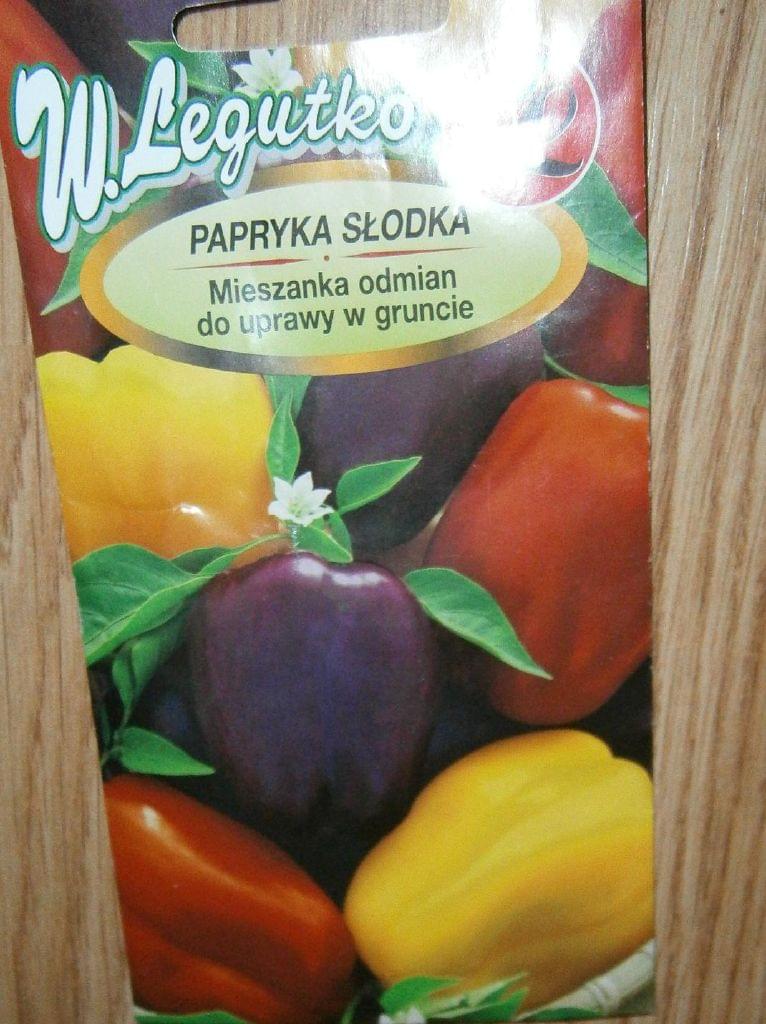 W. Legutko
PAPRYKA SŁODKA
Mieszanka odmian
do uprawy w gruncie